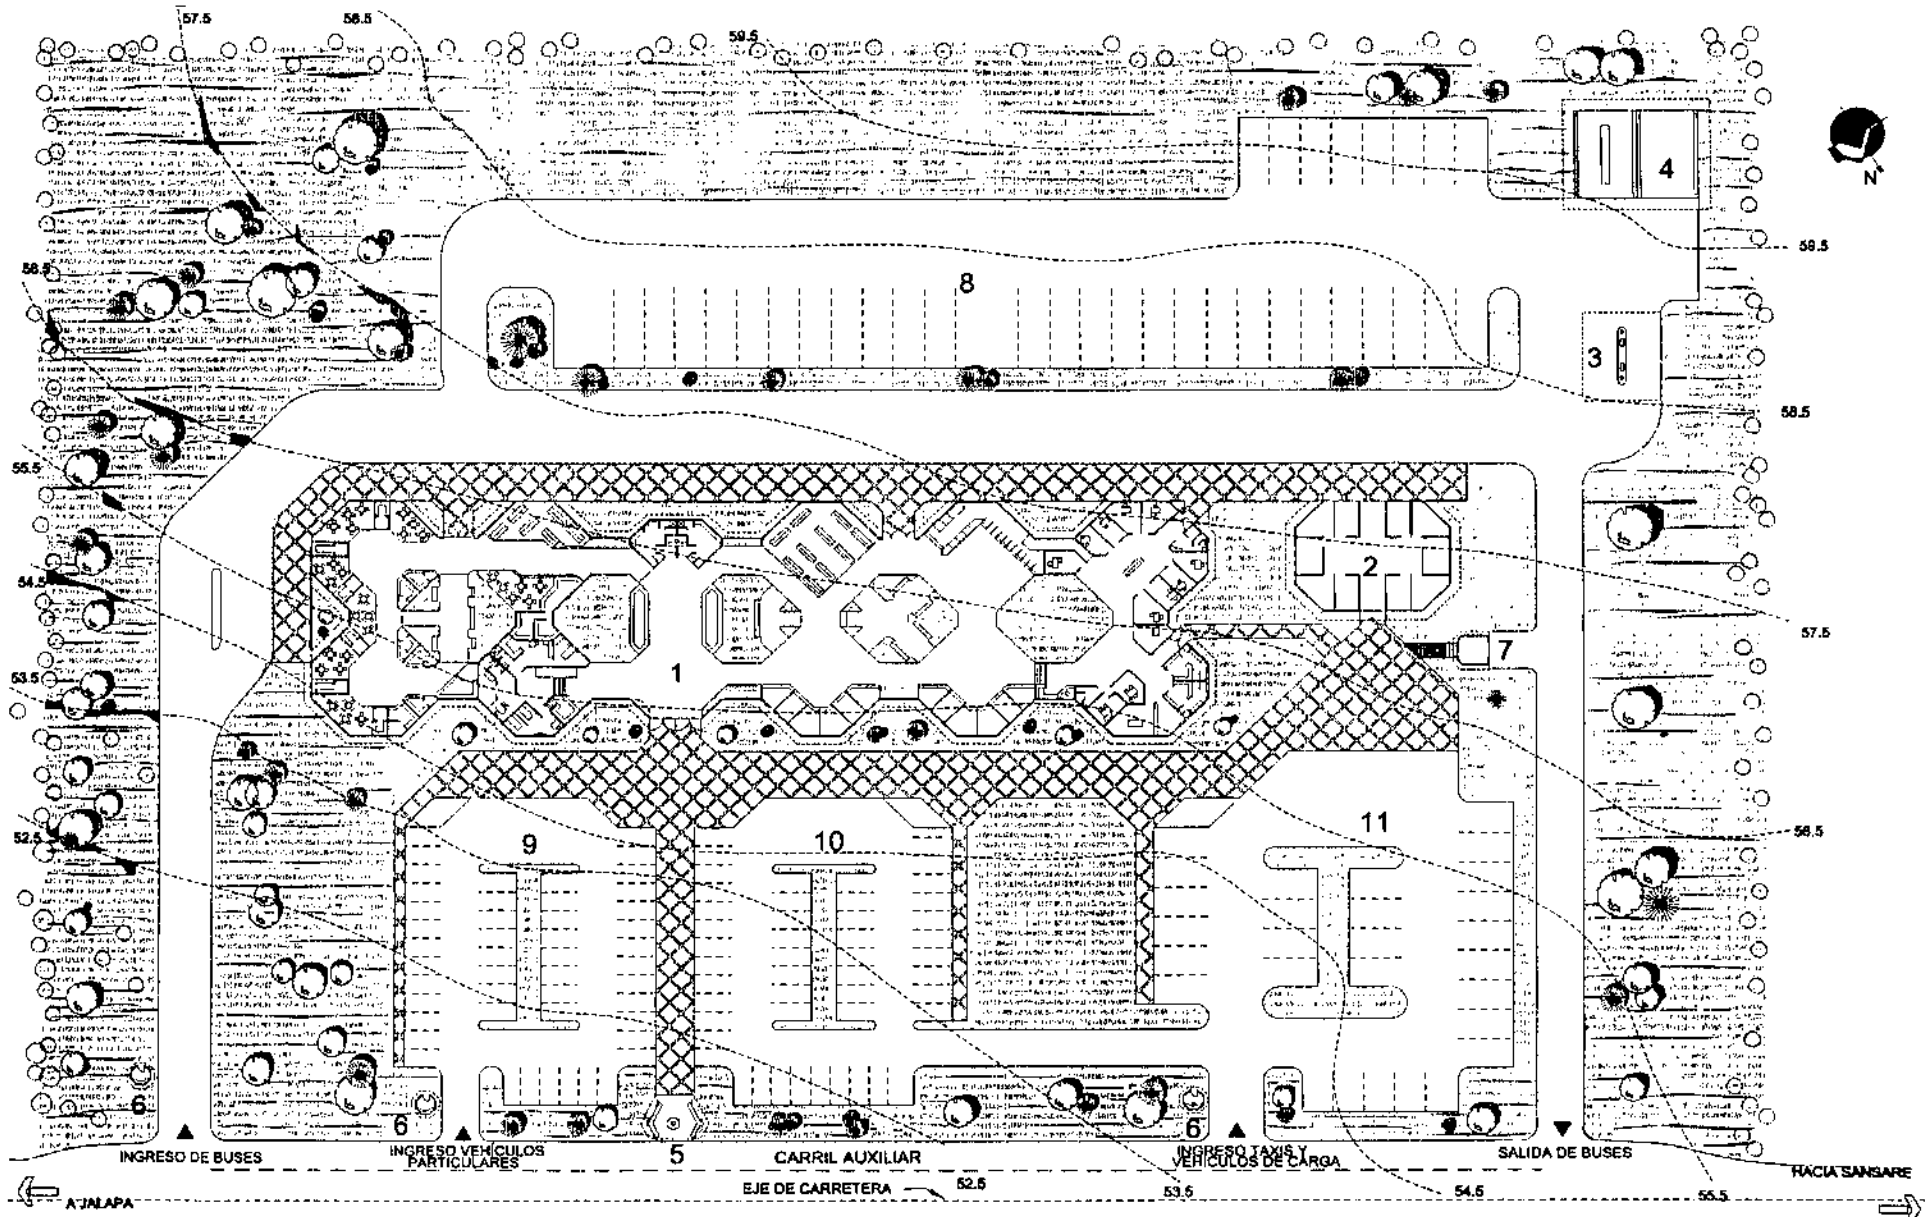 57.5
58.5
59.5
4
N
59.5
56.5
8
3
58.5
55.5
2
54.5
57.5
7
53.5
1
11
9
10
52.5
56.5
6
6
5
6
INGRESO DE BUSES
INGRESO VEHICULOS
PARTICULARES
CARRIL AUXILIAR
INGRESO TAXIS Y
VEHICULOS DE CARGA
SALIDA DE BUSES
HACIA SANSARE
EJE DE CARRETERA
52.5
53.5
54.5
55.5
A JALAPA